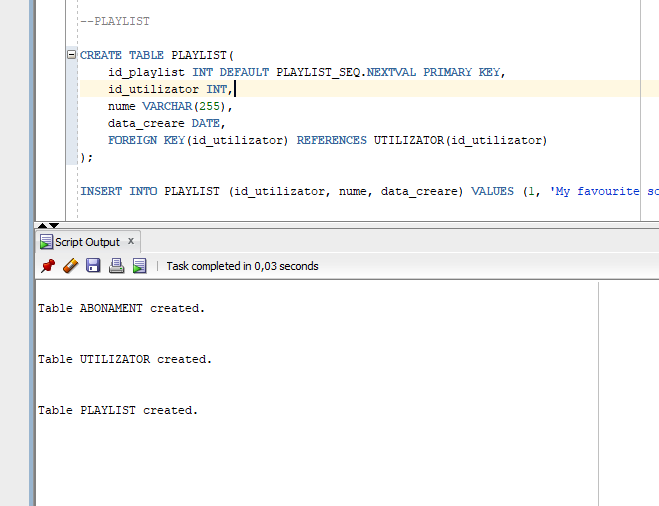 --PLAYLIST
CREATE TABLE PLAYLIST(
id_playlist INT DEFAULT PLAYLIST_SEQ.NEXTVAL PRIMARY KEY,
id_utilizator INT,
nume VARCHAR(255),
data_creare DATE,
FOREIGN KEY(id_utilizator) REFERENCES UTILIZATOR(id_utilizator)
);
INSERT INTO PLAYLIST (id_utilizator, nume, data_creare) VALUES (1, 'My favourite
Script Output x
Task completed in 0,03 seconds
Table ABONAMENT created.
Table UTILIZATOR created.
Table PLAYLIST created.